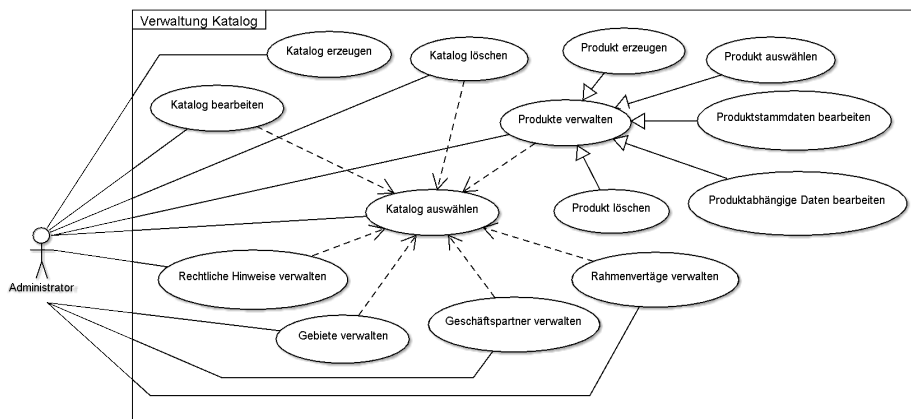 Verwaltung Katalog
Katalog erzeugen
Katalog löschen
Produkt erzeugen
Produkt auswählen
Katalog bearbeiten
Produkte verwalten
Produktstammdaten bearbeiten
Katalog auswählen
Produkt löschen
Produktabhängige Daten bearbeiten
Administrator
Rechtliche Hinweise verwalten
Rahmenvertäge verwalten
Gebiete verwalten
Geschäftspartner verwalten